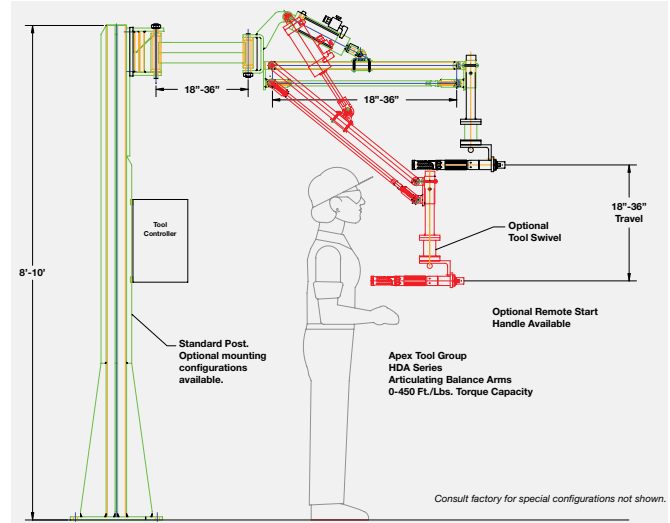 18”-36”
18”-36”
Tool
Controller
18”-36”
Travel
Optional
Tool Swivel
8’-10’
Optional Remote Start
Handle Available
Standard Post.
Optional mounting
configurations
available.
Apex Tool Group
HDA Series
Articulating Balance Arms
0-450 Ft./Lbs. Torque Capacity
Consult factory for special configurations not shown.